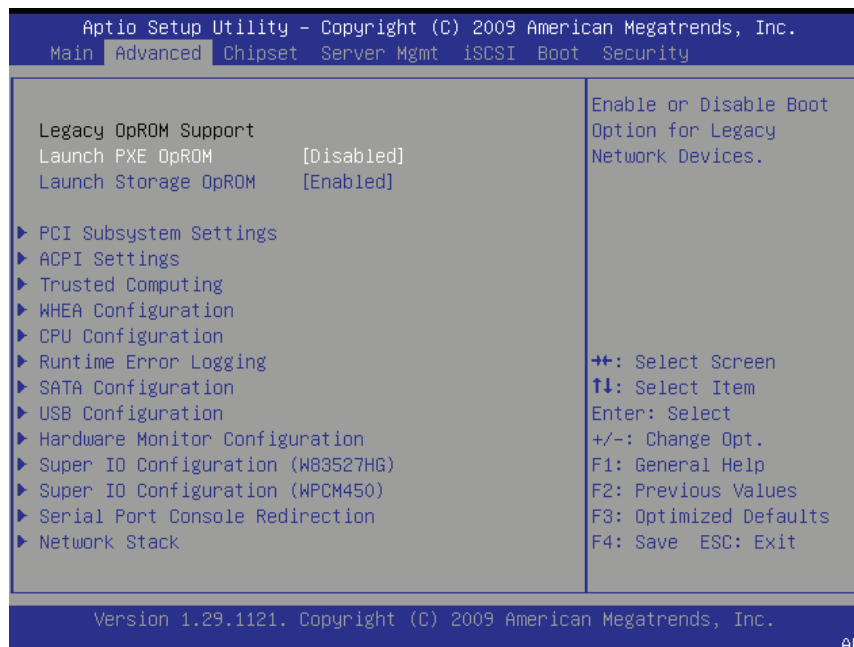 Aptio Setup Utility – Copyright (C) 2009 American Megatrends, Inc.
Main Advanced Chipset Server Mgmt iSCSI Boot Security
Legacy OpROM Support
Launch PXE OpROM [Disabled]
Launch Storage OpROM [Enabled]
PCI Subsystem Settings
ACPI Settings
Trusted Computing
WHEA Configuration
CPU Configuration
Runtime Error Logging
SATA Configuration
USB Configuration
Hardware Monitor Configuration
Super IO Configuration (W83527HG)
Super IO Configuration (WPCM450)
Serial Port Console Redirection
Network Stack
Enable or Disable Boot
Option for Legacy
Network Devices.
→←: Select Screen
↑↓: Select Item
Enter: Select
+/-: Change Opt.
F1: General Help
F2: Previous Values
F3: Optimized Defaults
F4: Save ESC: Exit
Version 1.29.1121. Copyright (C) 2009 American Megatrends, Inc.